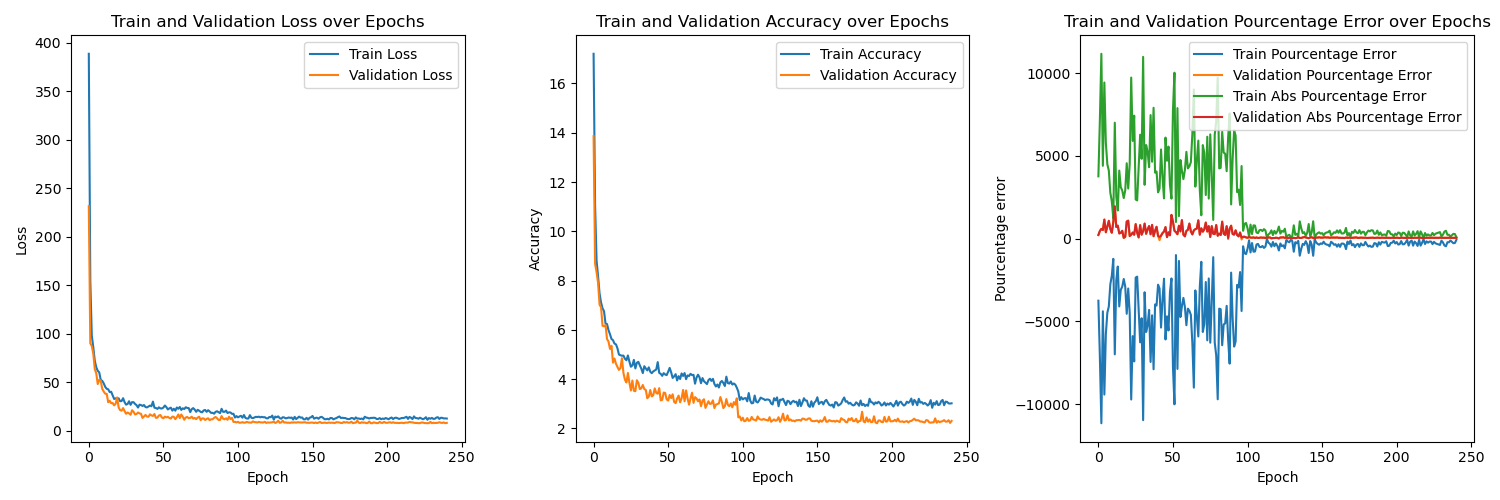 Train and Validation Loss over Epochs
Loss
400
350
300
250
200
150
100
50
0
Train Loss
Validation Loss
0 50 100 150 200 250
Epoch
Train and Validation Accuracy over Epochs
Accuracy
16
14
12
10
8
6
4
2
Train Accuracy
Validation Accuracy
0 50 100 150 200 250
Epoch
Train and Validation Pourcentage Error over Epochs
Pourcentage error
10000
5000
0
−5000
−10000
Train Pourcentage Error
Validation Pourcentage Error
Train Abs Pourcentage Error
Validation Abs Pourcentage Error
0 50 100 150 200 250
Epoch